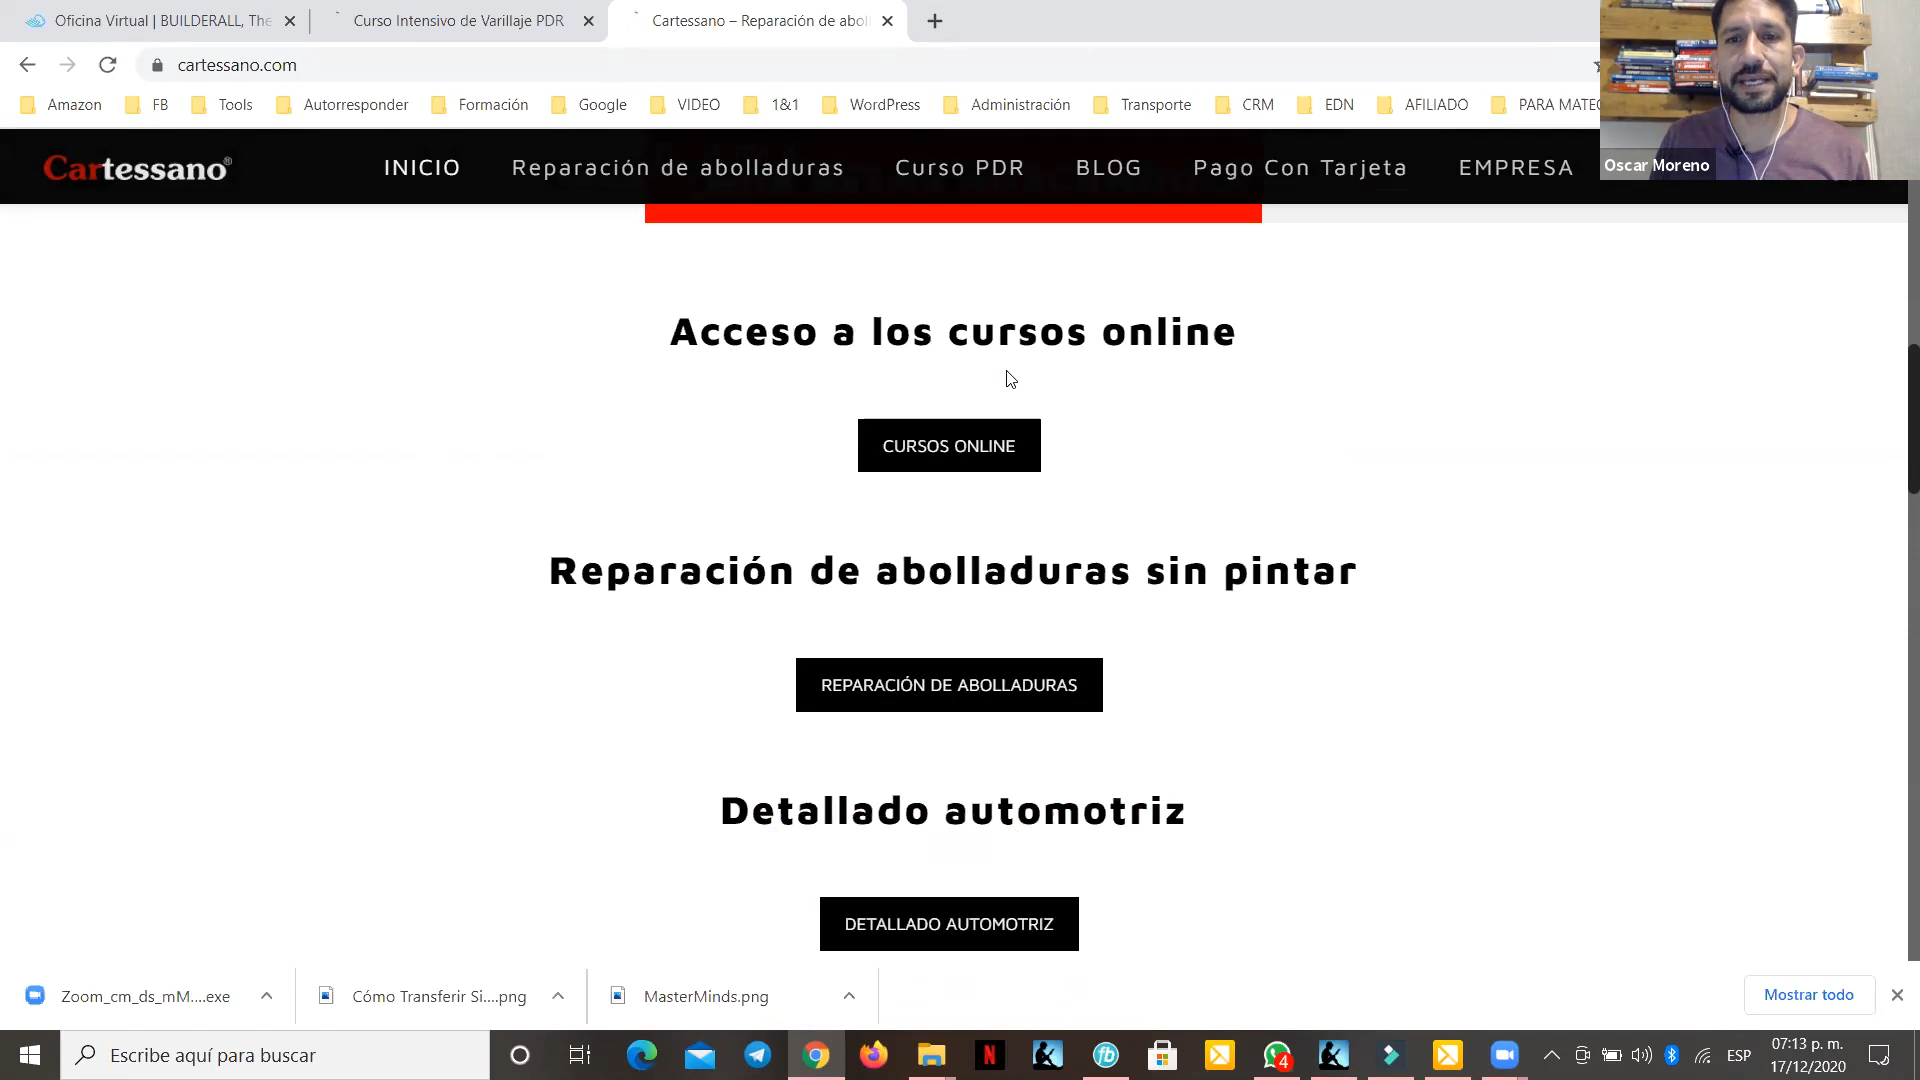 Oficina Virtual | BUILDERALL, The
Curso Intensivo de Varillaje PDR
Cartessano – Reparación de abol
cartessano.com
Amazon
FB
Tools
Autorresponder
Formación
Google
VIDEO
1&1
WordPress
Administración
Transporte
CRM
EDN
AFILIADO
PARA MATEO
Cartessano®
INICIO
Reparación de abolladuras
Curso PDR
BLOG
Pago Con Tarjeta
EMPRESA
Oscar Moreno
Acceso a los cursos online
CURSOS ONLINE
Reparación de abolladuras sin pintar
REPARACIÓN DE ABOLLADURAS
Detallado automotriz
DETALLADO AUTOMOTRIZ
Zoom_cm_ds_mM....exe
Cómo Transferir Si....png
MasterMinds.png
Mostrar todo
Escribe aquí para buscar
N
fb
4
ESP
07:13 p. m.
17/12/2020